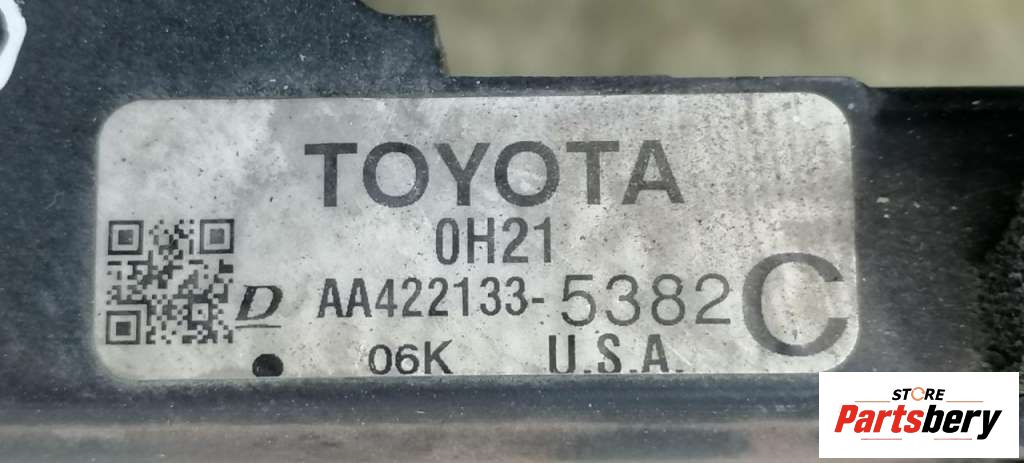 TOYOTA
0H21
D AA422133-5382 C
06K U.S.A.
STORE
Partsbery